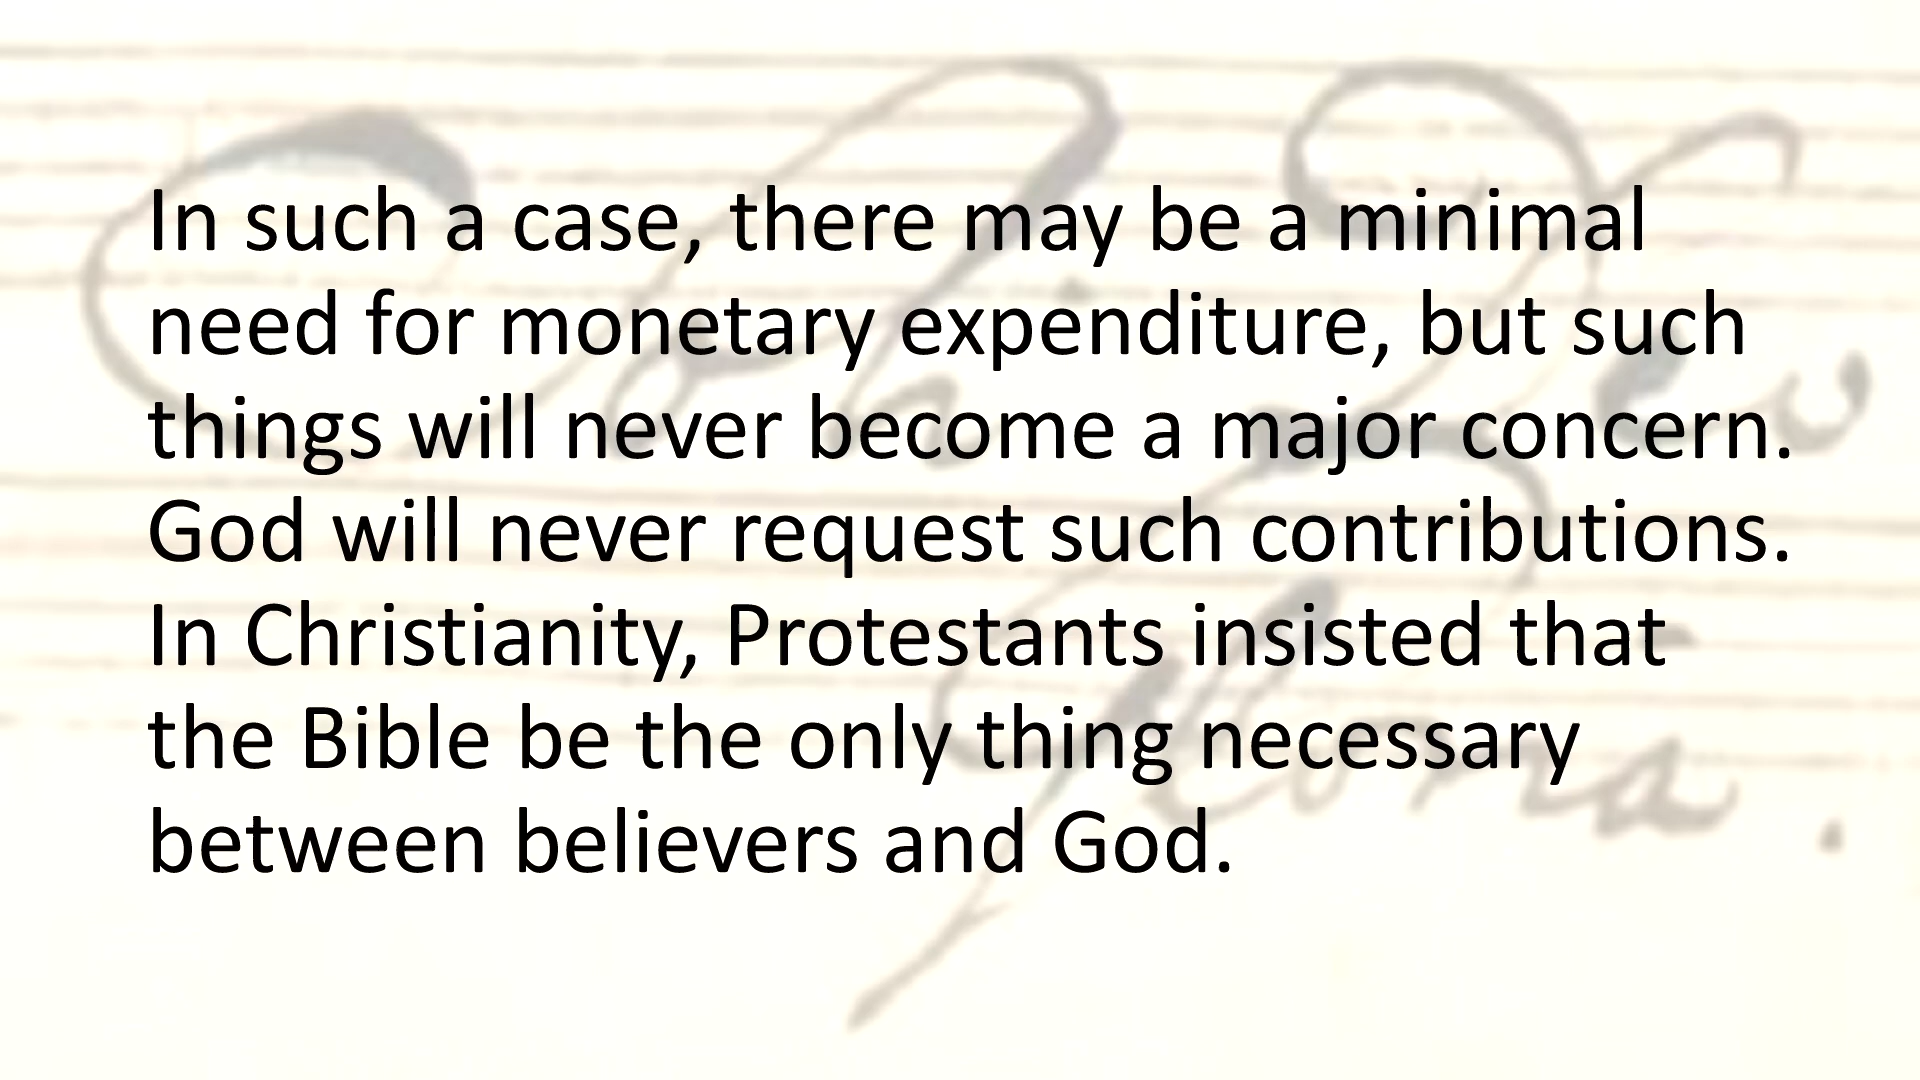 In such a case, there may be a minimal
need for monetary expenditure, but such
things will never become a major concern.
God will never request such contributions.
In Christianity, Protestants insisted that
the Bible be the only thing necessary
between believers and God.